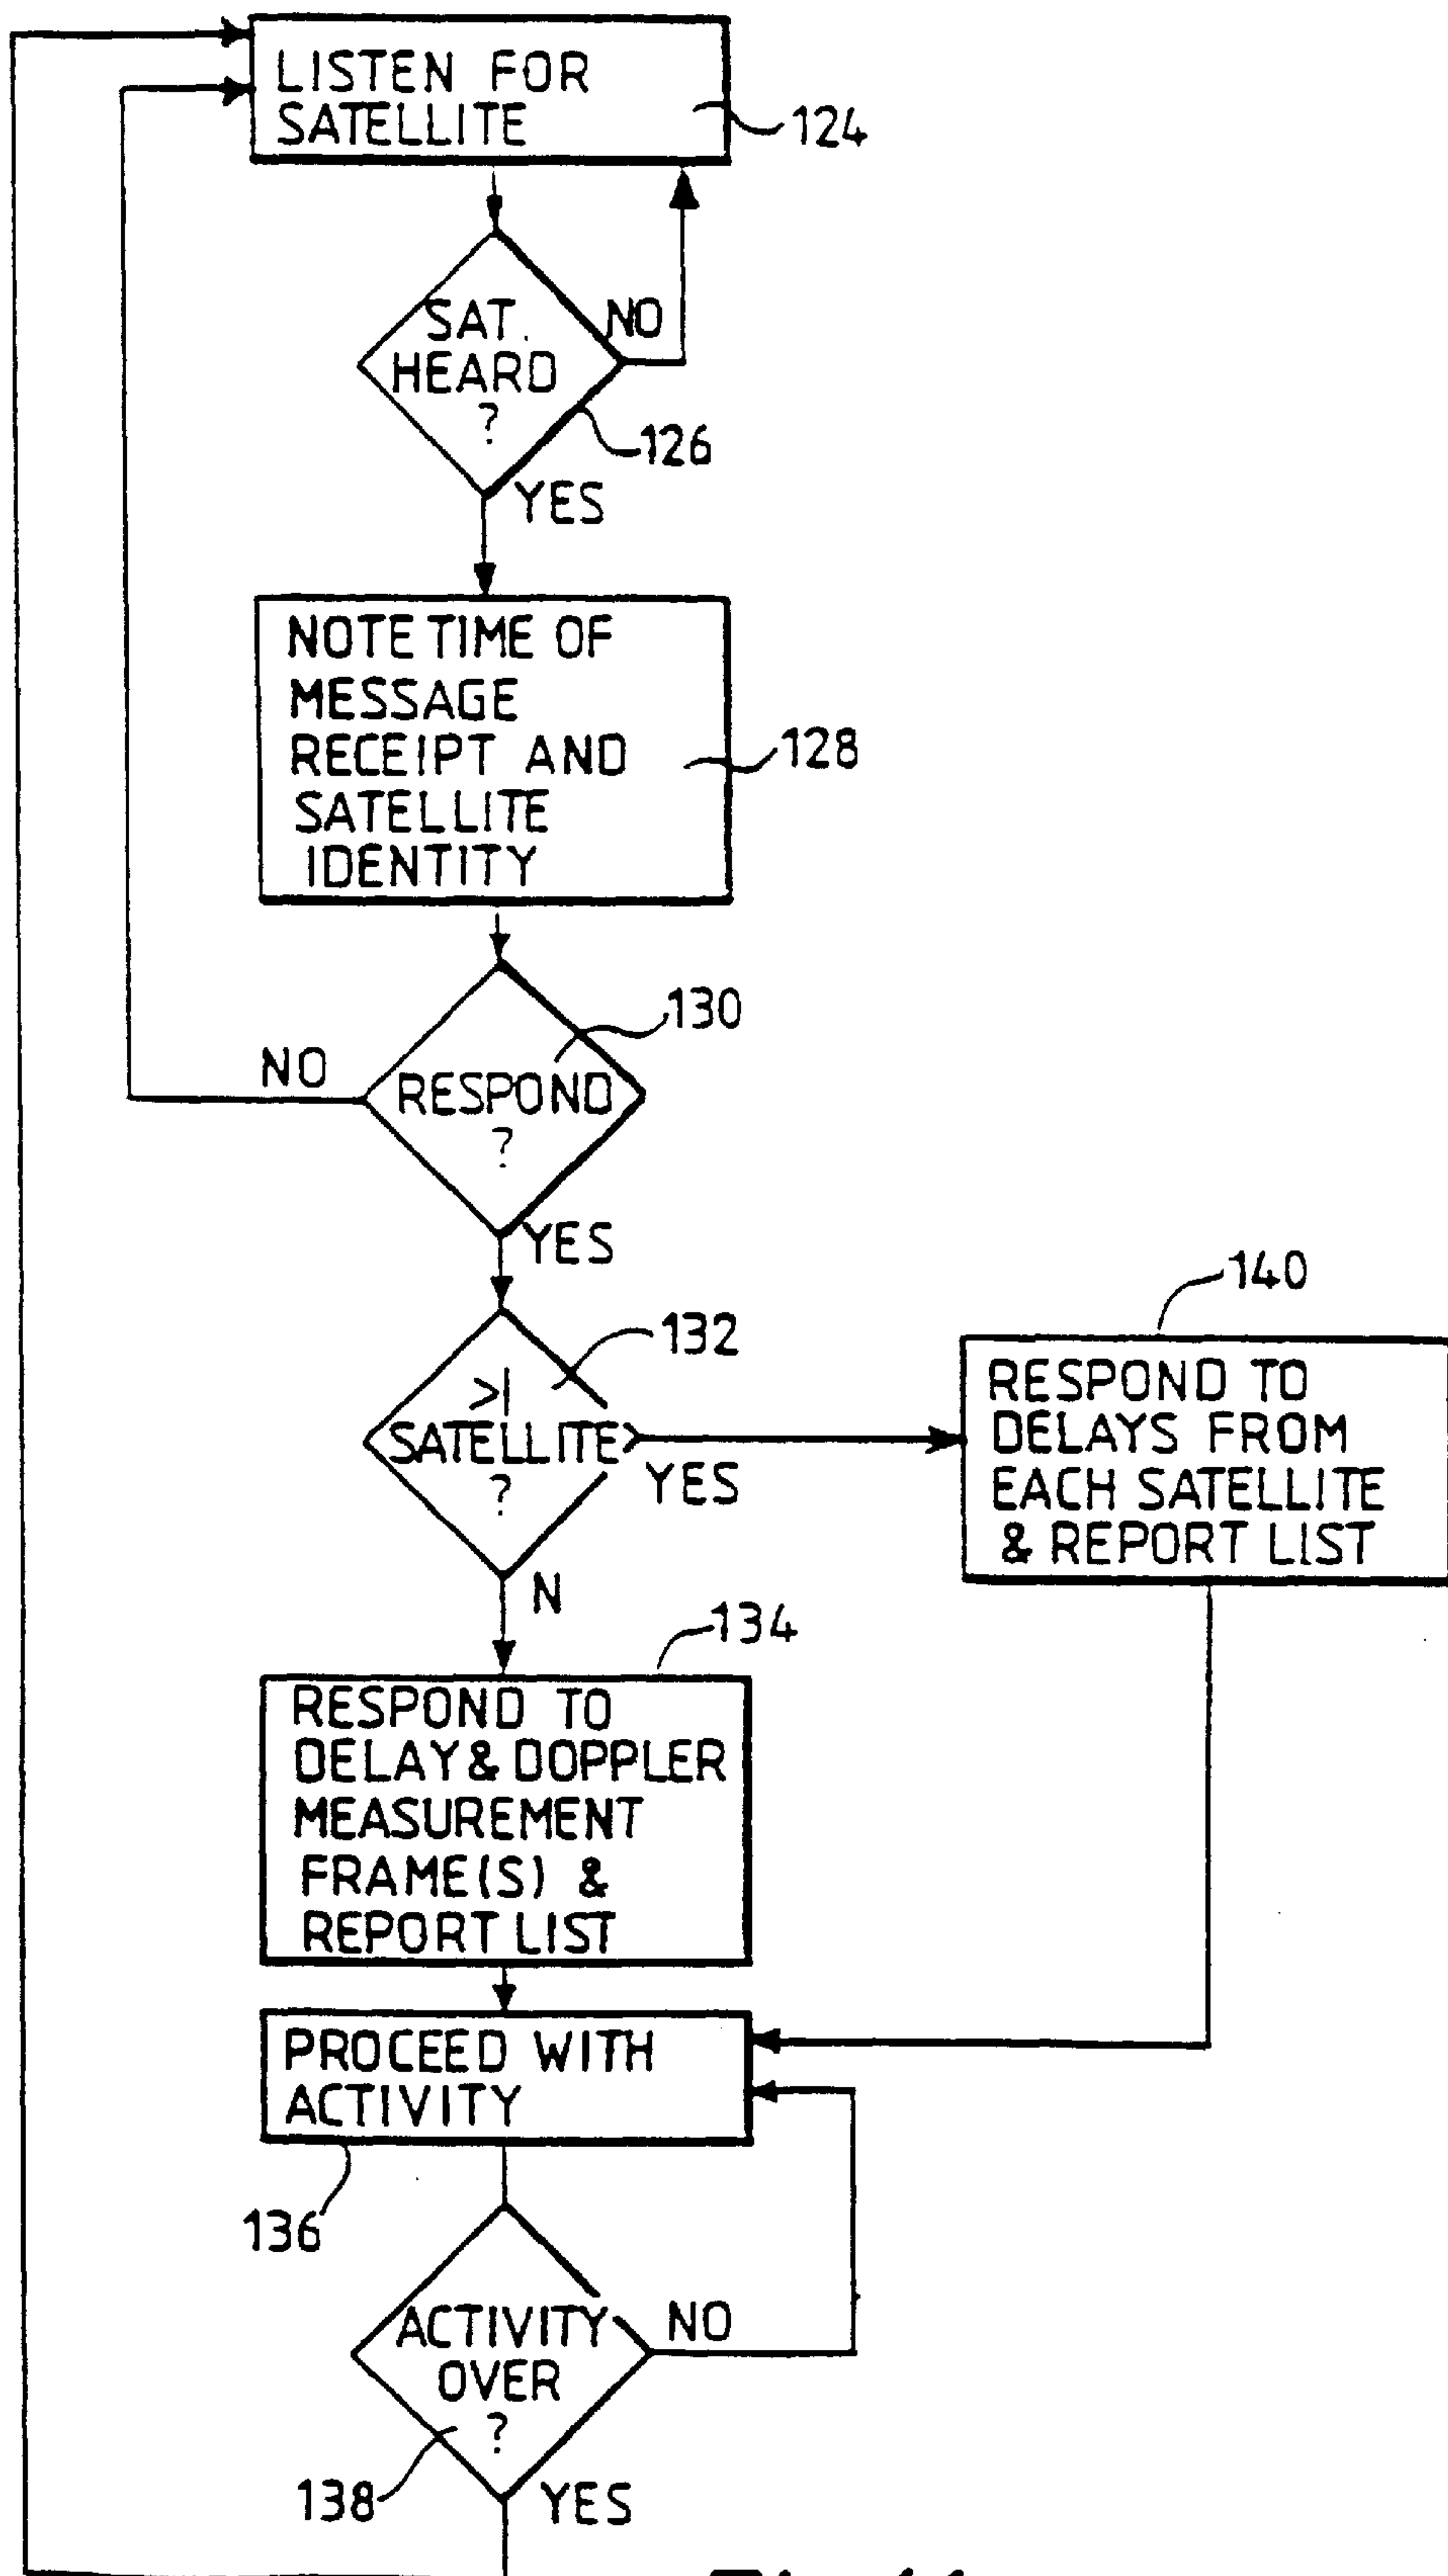 LISTEN FOR
SATELLITE
124
SAT.
HEARD
?
NO
126
YES
NOTE TIME OF
MESSAGE
RECEIPT AND
SATELLITE
IDENTITY
128
130
NO
RESPOND
?
YES
132
>1
SATELLITE
?
YES
140
RESPOND TO
DELAYS FROM
EACH SATELLITE
& REPORT LIST
N
134
RESPOND TO
DELAY & DOPPLER
MEASUREMENT
FRAME(S) &
REPORT LIST
PROCEED WITH
ACTIVITY
136
ACTIVITY
OVER
?
NO
138
YES